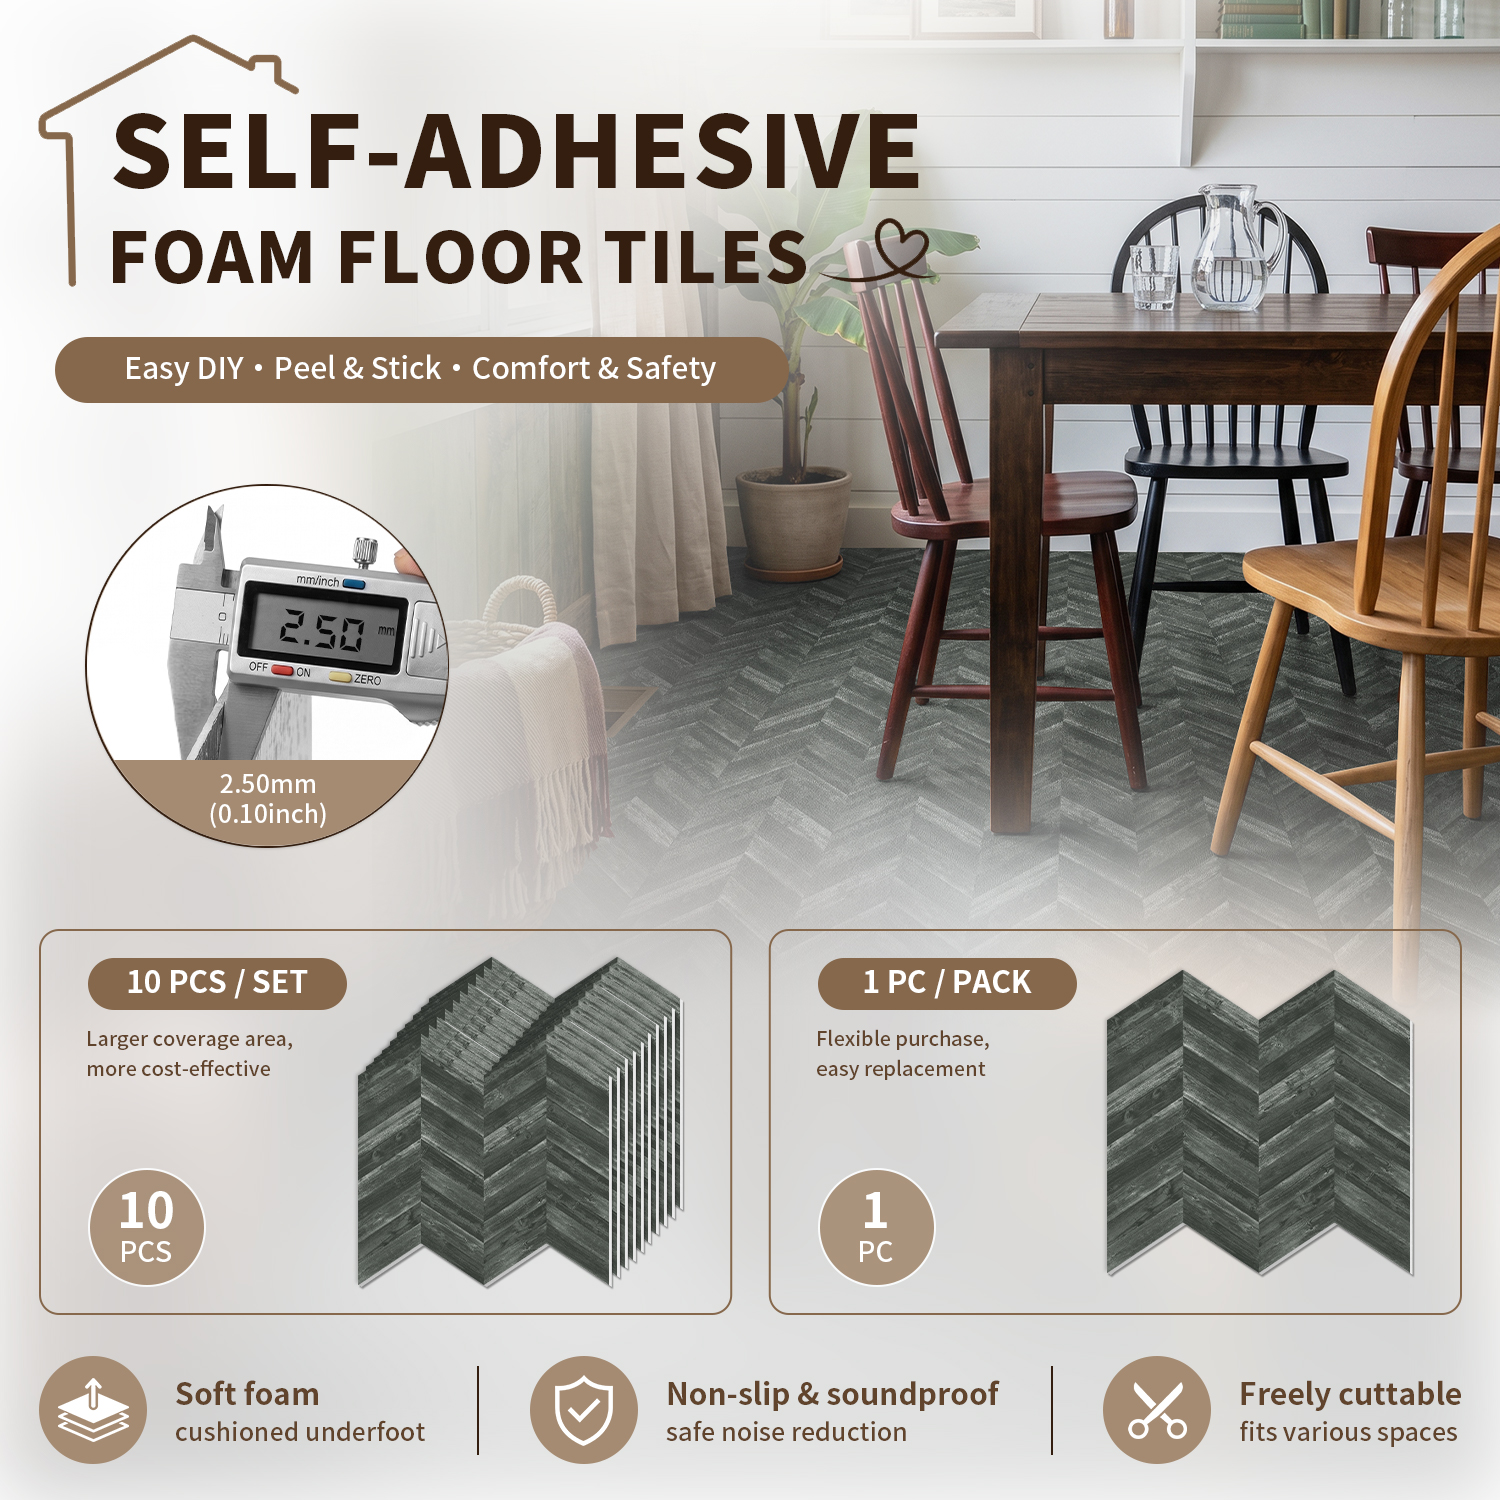 SELF-ADHESIVE
FOAM FLOOR TILES
Easy DIY • Peel & Stick • Comfort & Safety
mm/inch
0
2.50 mm
OFF ON ZERO
2.50mm
(0.10inch)
10 PCS / SET
Larger coverage area,
more cost-effective
10
PCS
1 PC / PACK
Flexible purchase,
easy replacement
1
PC
Soft foam
cushioned underfoot
Non-slip & soundproof
safe noise reduction
Freely cuttable
fits various spaces